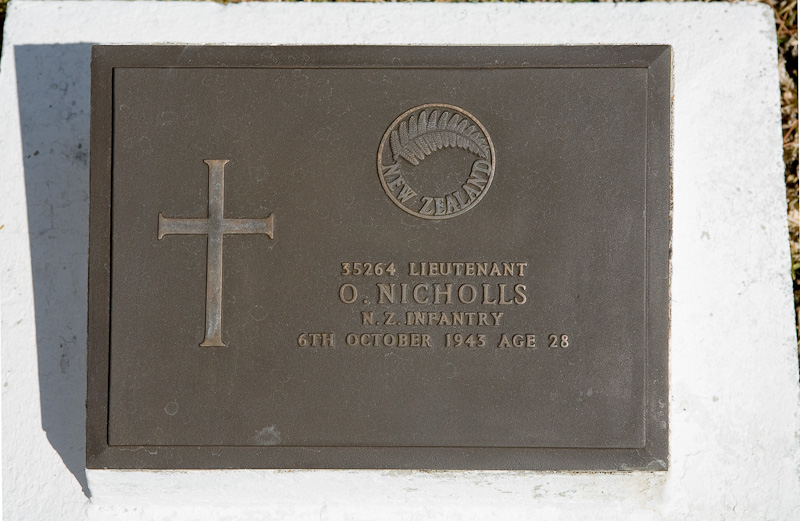 NEW ZEALAND
35264 LIEUTENANT
O. NICHOLLS
N.Z. INFANTRY
6TH OCTOBER 1943 AGE 28